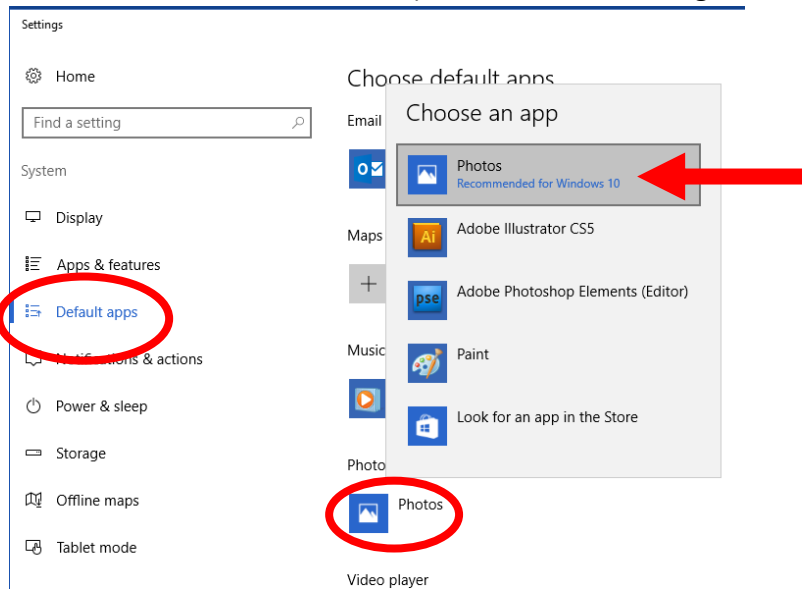 Settings
Home
Find a setting
System
Display
Apps & features
Default apps
Notifications & actions
Power & sleep
Storage
Offline maps
Tablet mode
Choose default apps
Email
Maps
Music
Photo
Photos
Video player
Choose an app
Photos
Recommended for Windows 10
Adobe Illustrator CS5
Adobe Photoshop Elements (Editor)
Paint
Look for an app in the Store
Ai
pse